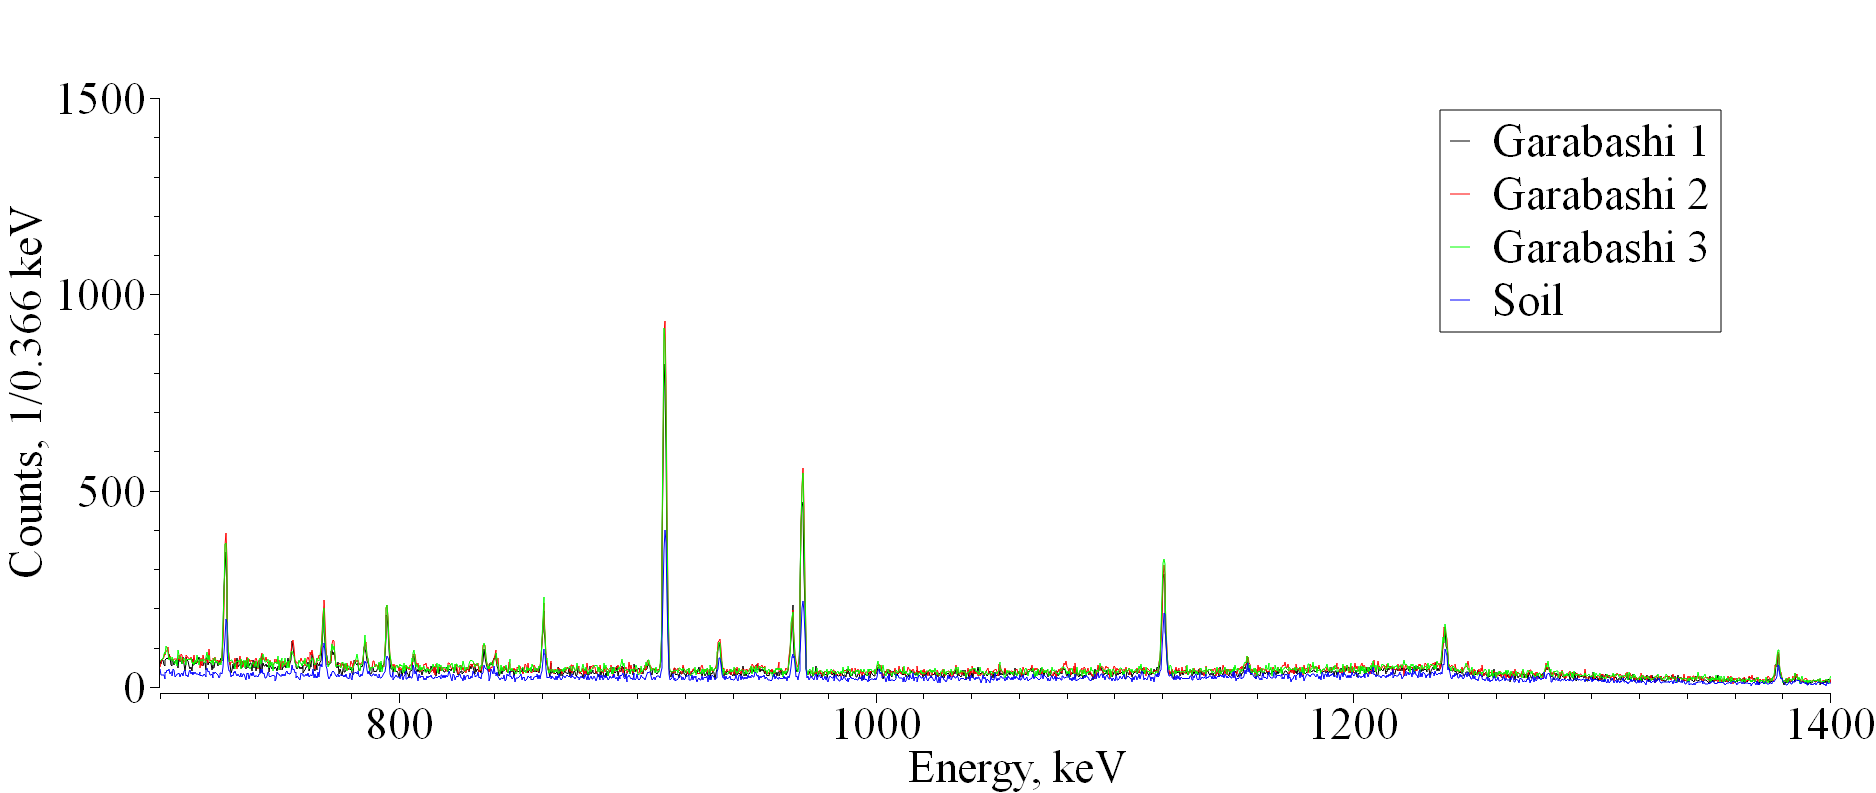 1500
1000
500
0
Counts, 1/0.366 keV
800
1000
1200
1400
Energy, keV
Garabashi 1
Garabashi 2
Garabashi 3
Soil